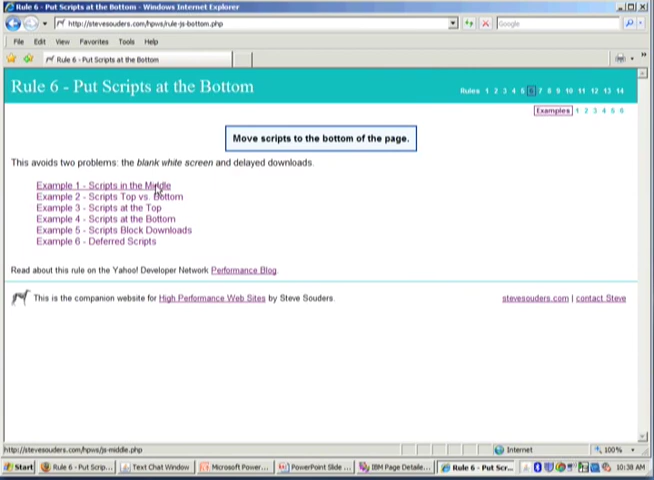 Rule 6 - Put Scripts at the Bottom - Windows Internet Explorer
http://stevesouders.com/hpws/rule-js-bottom.php
Google
File Edit View Favorites Tools Help
Rule 6 - Put Scripts at the Bottom
Rule 6 - Put Scripts at the Bottom
Rules 1 2 3 4 5 6 7 8 9 10 11 12 13 14
Examples 1 2 3 4 5 6
Move scripts to the bottom of the page.
This avoids two problems: the blank white screen and delayed downloads.
Example 1 - Scripts in the Middle
Example 2 - Scripts Top vs. Bottom
Example 3 - Scripts at the Top
Example 4 - Scripts at the Bottom
Example 5 - Scripts Block Downloads
Example 6 - Deferred Scripts
Read about this rule on the Yahoo! Developer Network Performance Blog.
This is the companion website for High Performance Web Sites by Steve Souders.
stevesouders.com | contact Steve
http://stevesouders.com/hpws/js-middle.php
Internet
100%
Start
Rule 6 - Put Scrip...
Text Chat Window
Microsoft Power...
PowerPoint Slide ...
IBM Page Detaile...
Rule 6 - Put Scr...
10:38 AM